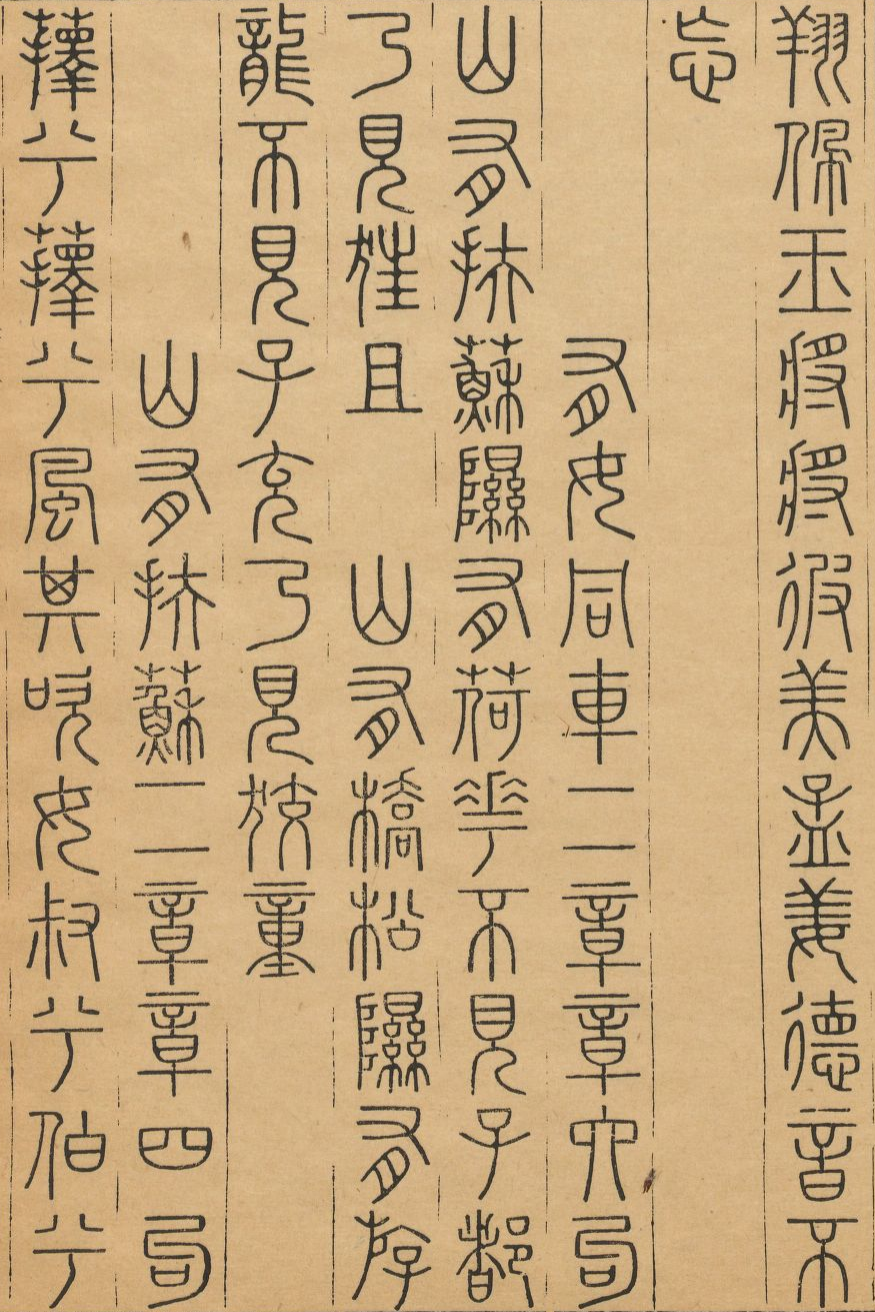 翔佩玉將將彼美孟姜德音不
忘
有女同車二章章六句
山有扶蘇隰有荷華不見子都
乃見狂且　山有橋松隰有游
龍不見子充乃見狡童
山有扶蘇二章章四句
蘀兮蘀兮風其吹女叔兮伯兮